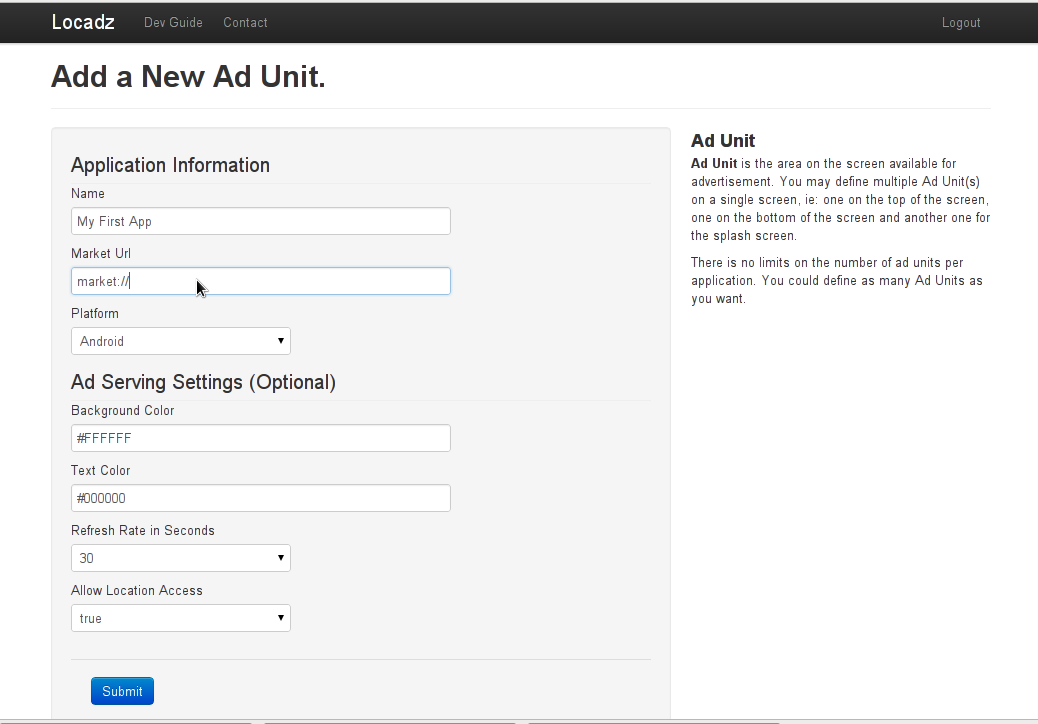 Locadz Dev Guide Contact Logout
Add a New Ad Unit.
Application Information
Name
My First App
Market Url
market://
Platform
Android
Ad Serving Settings (Optional)
Background Color
#FFFFFF
Text Color
#000000
Refresh Rate in Seconds
30
Allow Location Access
true
Submit
Ad Unit
Ad Unit is the area on the screen available for
advertisement. You may define multiple Ad Unit(s)
on a single screen, ie: one on the top of the screen,
one on the bottom of the screen and another one for
the splash screen.
There is no limits on the number of ad units per
application. You could define as many Ad Units as
you want.